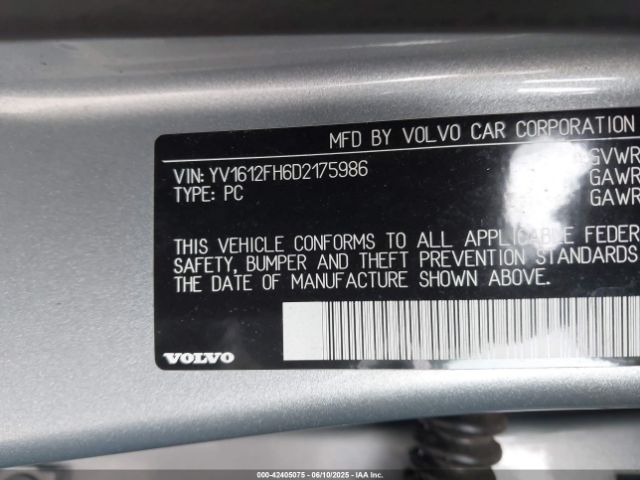 MFD BY VOLVO CAR CORPORATION
VIN: YV1612FH6D2175986
TYPE: PC
GVWR
GAWR
GAWR
THIS VEHICLE CONFORMS TO ALL APPLICABLE FEDER
SAFETY, BUMPER AND THEFT PREVENTION STANDARDS
THE DATE OF MANUFACTURE SHOWN ABOVE.
VOLVO
000-42405075 - 06/10/2025 - IAA Inc.